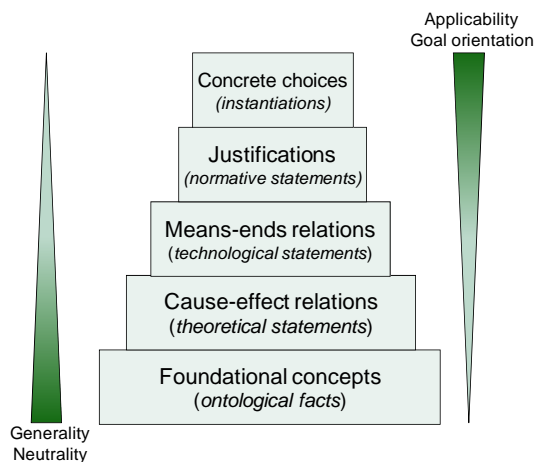 Applicability
Goal orientation
Concrete choices
(instantiations)
Justifications
(normative statements)
Means-ends relations
(technological statements)
Cause-effect relations
(theoretical statements)
Foundational concepts
(ontological facts)
Generality
Neutrality